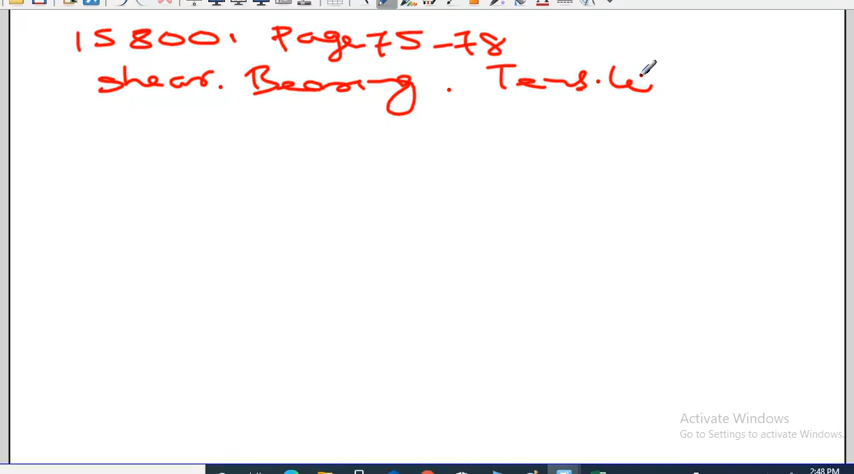 IS 800. Page 75-78
shear. Bearing. Tensile
Activate Windows
Go to Settings to activate Windows.
2:48 PM